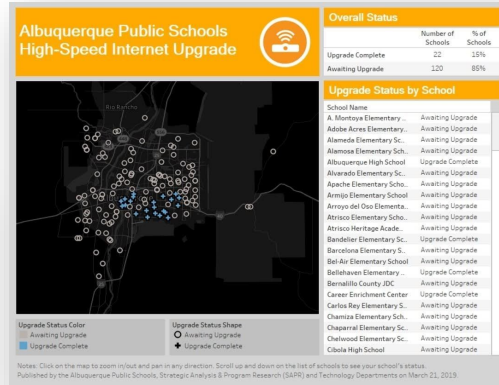 Albuquerque Public Schools
High-Speed Internet Upgrade
Overall Status
Number of Schools % of Schools
Upgrade Complete 22 15%
Awaiting Upgrade 120 85%
Upgrade Status by School
School Name
A. Montoya Elementary .. Awaiting Upgrade
Adobe Acres Elementary.. Awaiting Upgrade
Alameda Elementary Sc.. Awaiting Upgrade
Alamosa Elementary Sch.. Awaiting Upgrade
Albuquerque High School Upgrade Complete
Alvarado Elementary Sc.. Awaiting Upgrade
Apache Elementary Scho.. Awaiting Upgrade
Armijo Elementary School Awaiting Upgrade
Arroyo del Oso Elementa.. Awaiting Upgrade
Atrisco Elementary Scho.. Awaiting Upgrade
Atrisco Heritage Acade.. Awaiting Upgrade
Bandelier Elementary Sc.. Upgrade Complete
Barcelona Elementary S.. Awaiting Upgrade
Bel-Air Elementary School Awaiting Upgrade
Bellehaven Elementary .. Upgrade Complete
Bernalillo County JDC Awaiting Upgrade
Career Enrichment Center Upgrade Complete
Carlos Rey Elementary S.. Awaiting Upgrade
Chamiza Elementary Sch.. Awaiting Upgrade
Chaparral Elementary Sc.. Awaiting Upgrade
Chelwood Elementary Sc.. Awaiting Upgrade
Cibola High School Awaiting Upgrade
Rio Rancho
Upgrade Status Color
Awaiting Upgrade
Upgrade Complete
Upgrade Status Shape
Awaiting Upgrade
Upgrade Complete
Notes: Click on the map to zoom in/out and pan in any direction. Scroll up and down on the list of schools to see your school's status.
Published by the Albuquerque Public Schools, Strategic Analysis & Program Research (SAPR) and Technology Departments on March 21, 2019.